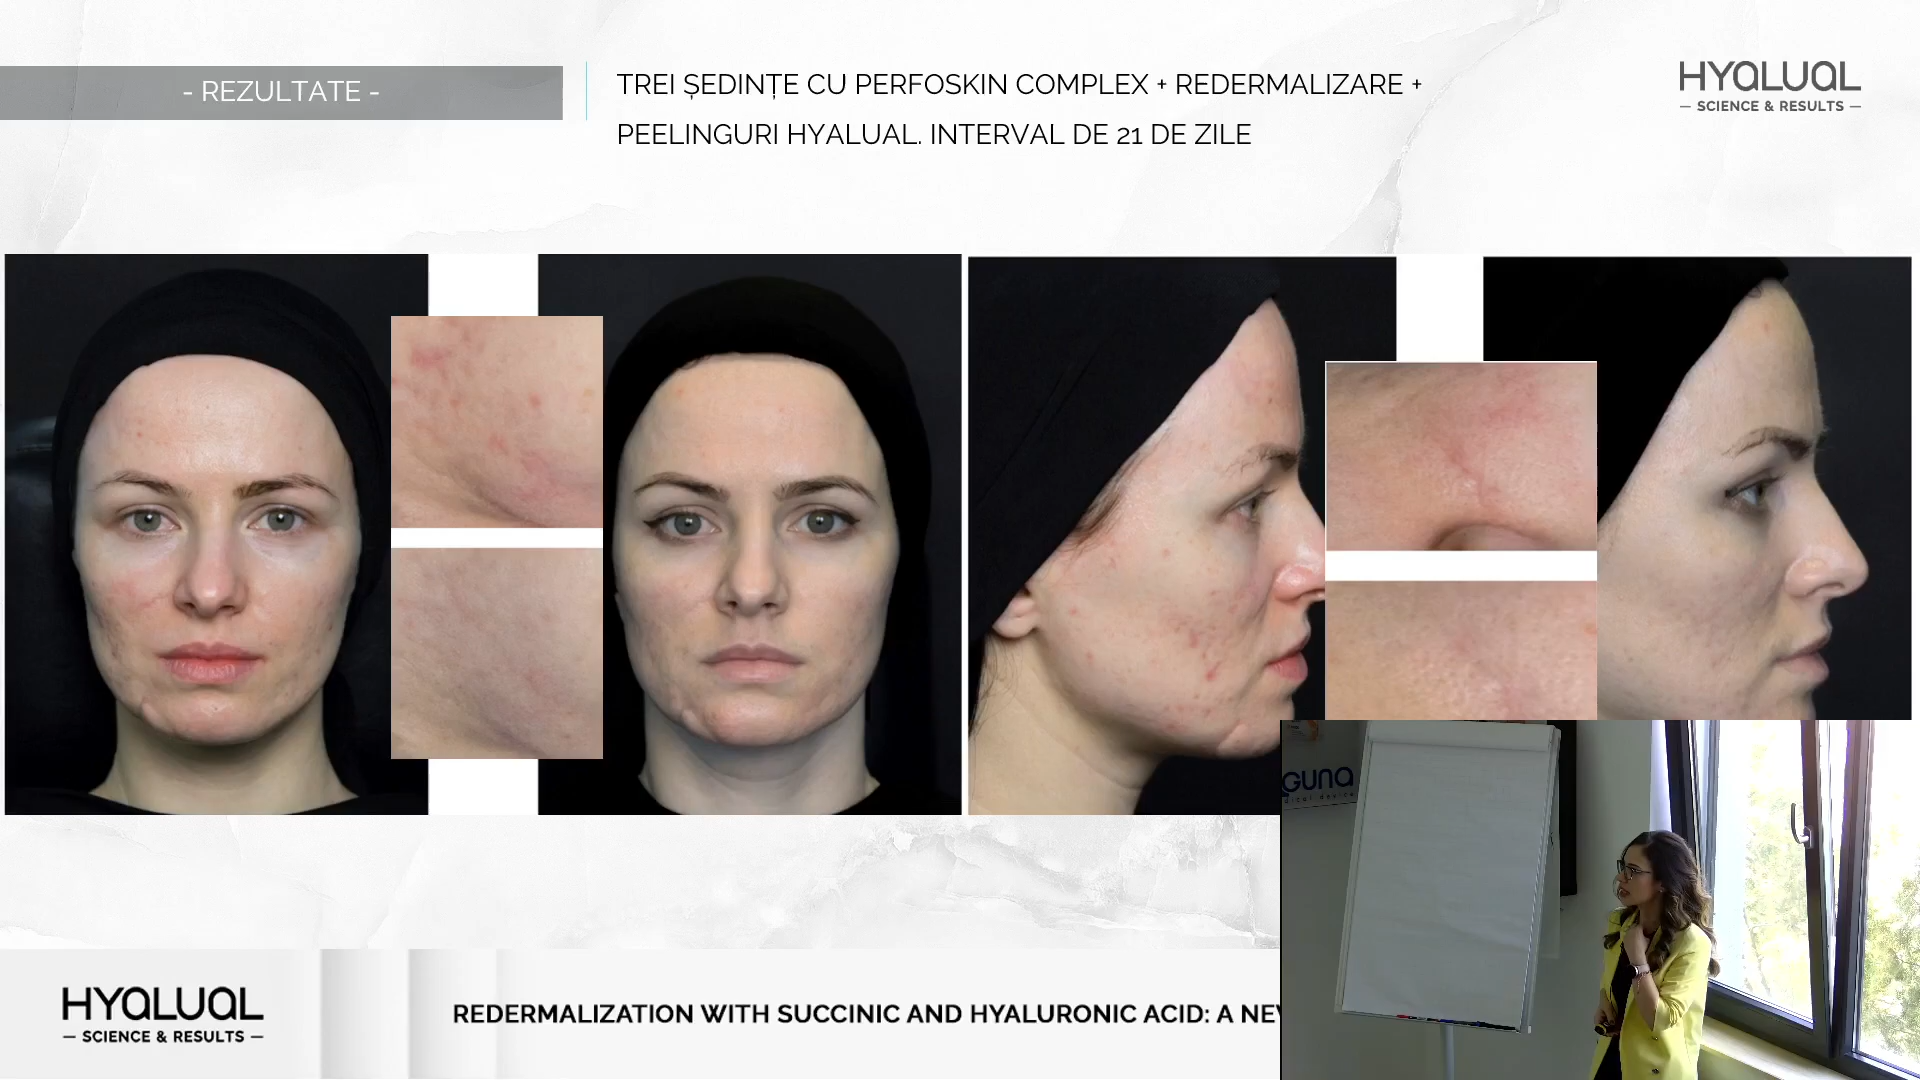 - REZULTATE -
TREI ȘEDINȚE CU PERFOSKIN COMPLEX + REDERMALIZARE +
PEELINGURI HYALUAL. INTERVAL DE 21 DE ZILE
HYALUAL
— SCIENCE & RESULTS —
GUNA
HYALUAL
— SCIENCE & RESULTS —
REDERMALIZATION WITH SUCCINIC AND HYALURONIC ACID: A